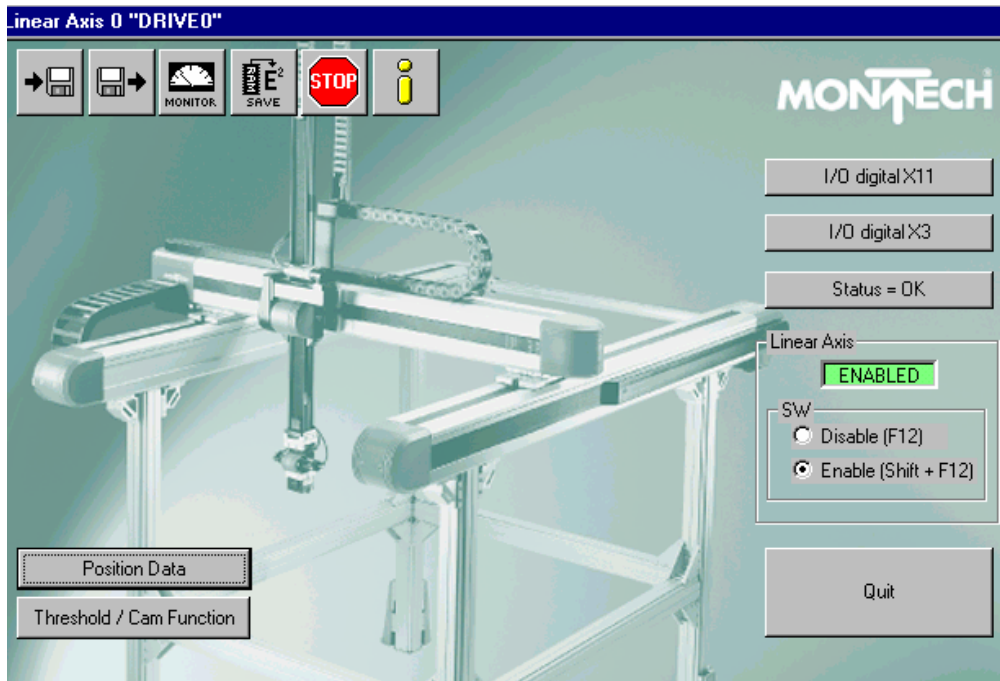 Linear Axis 0 "DRIVE0"
MONITOR
RAM E²
SAVE
STOP
i
MONTECH
I/O digital X11
I/O digital X3
Status = OK
Linear Axis
ENABLED
SW
Disable (F12)
Enable (Shift + F12)
Position Data
Threshold / Cam Function
Quit